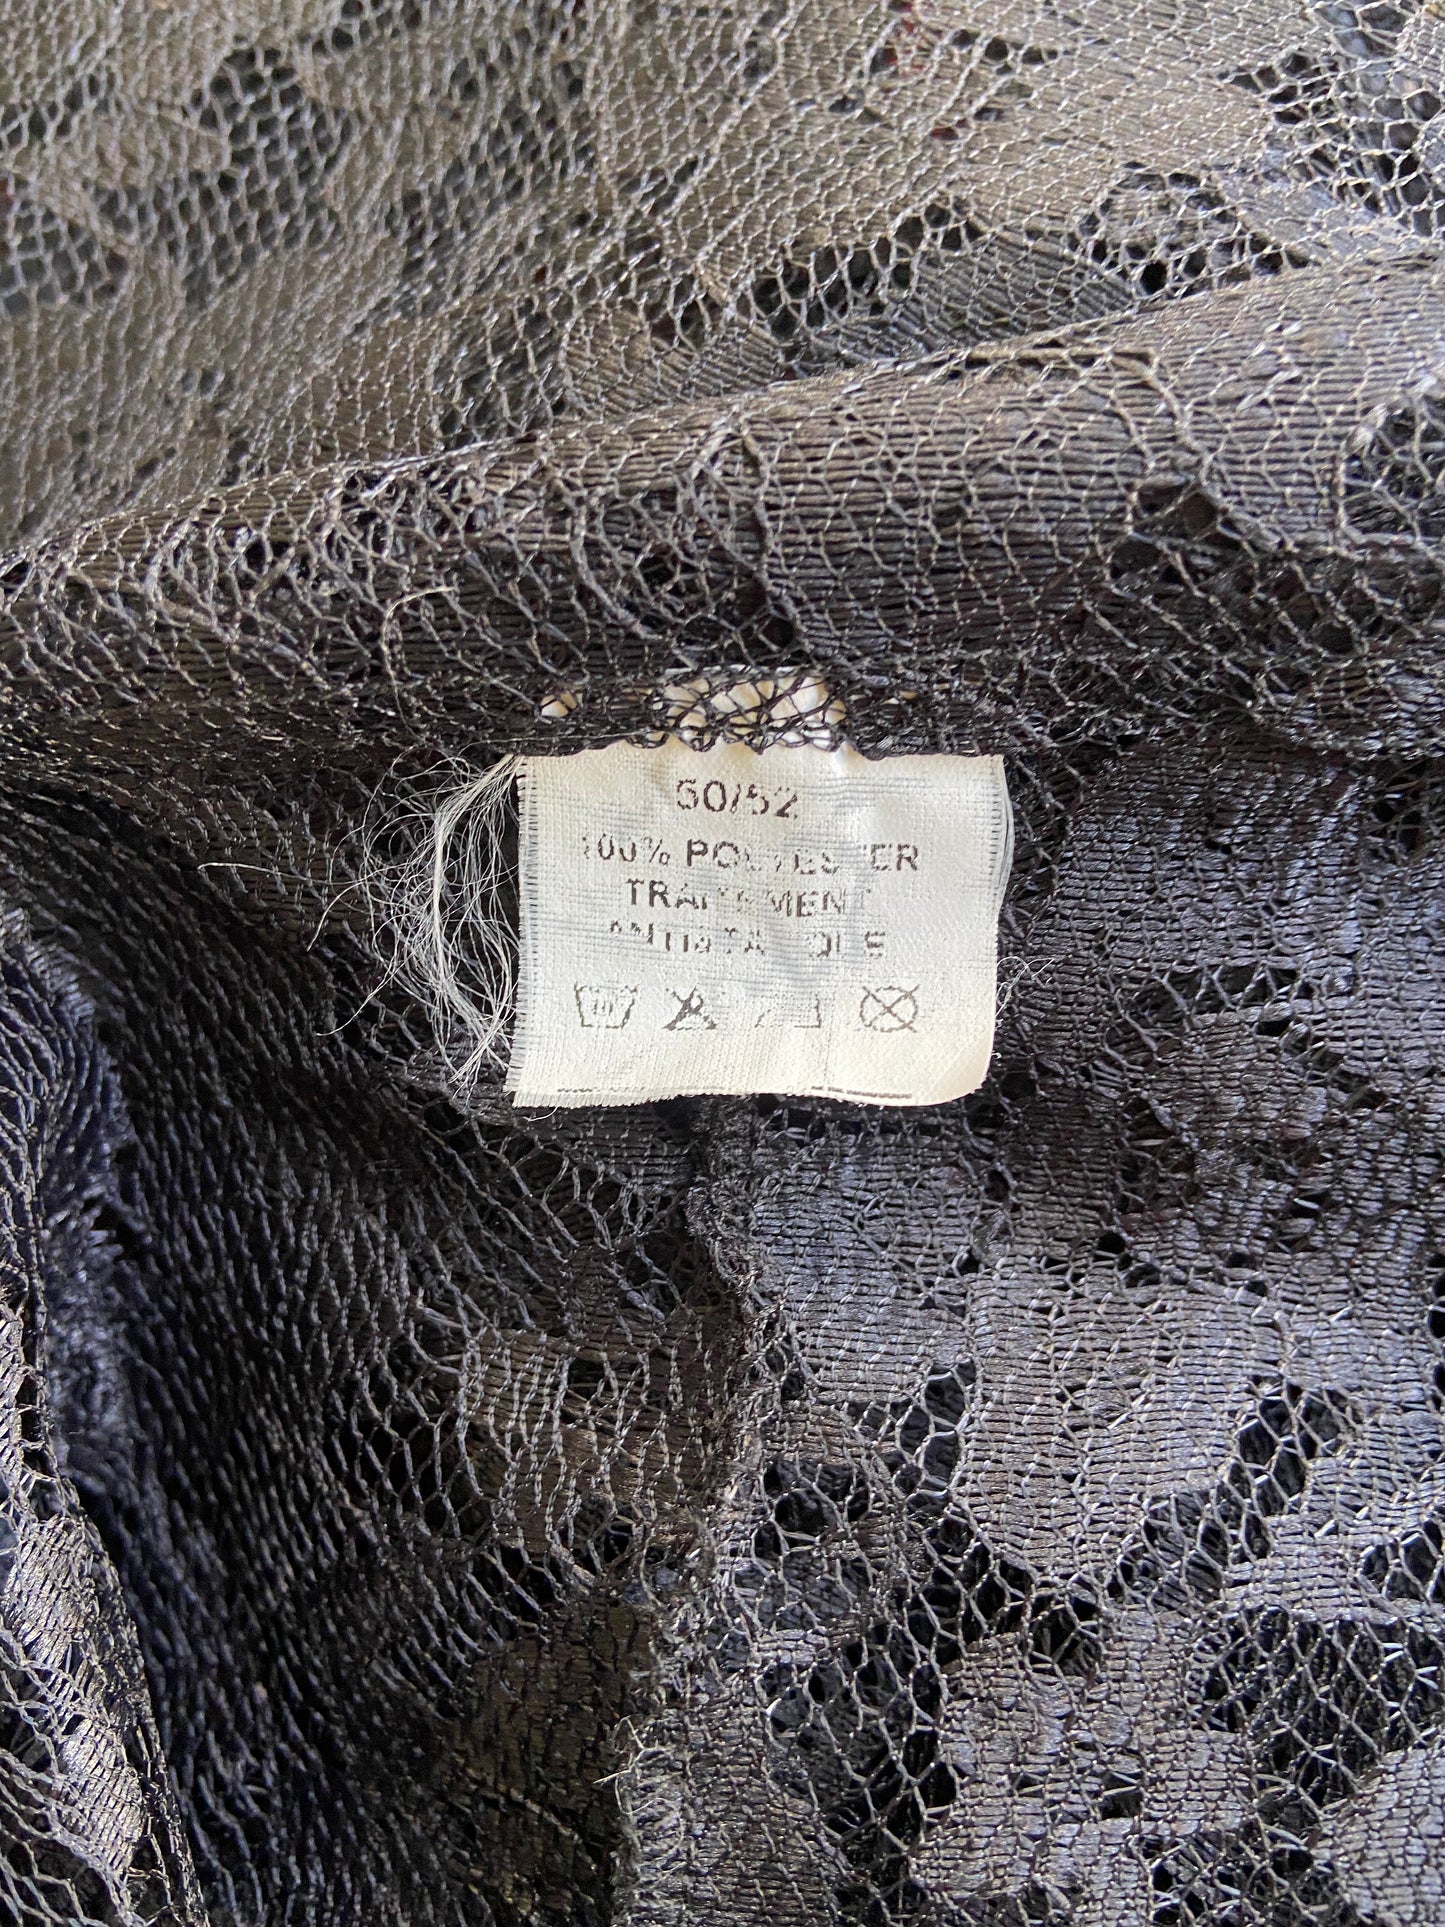 50/52
100% POLYESTER
TRAITEMENT